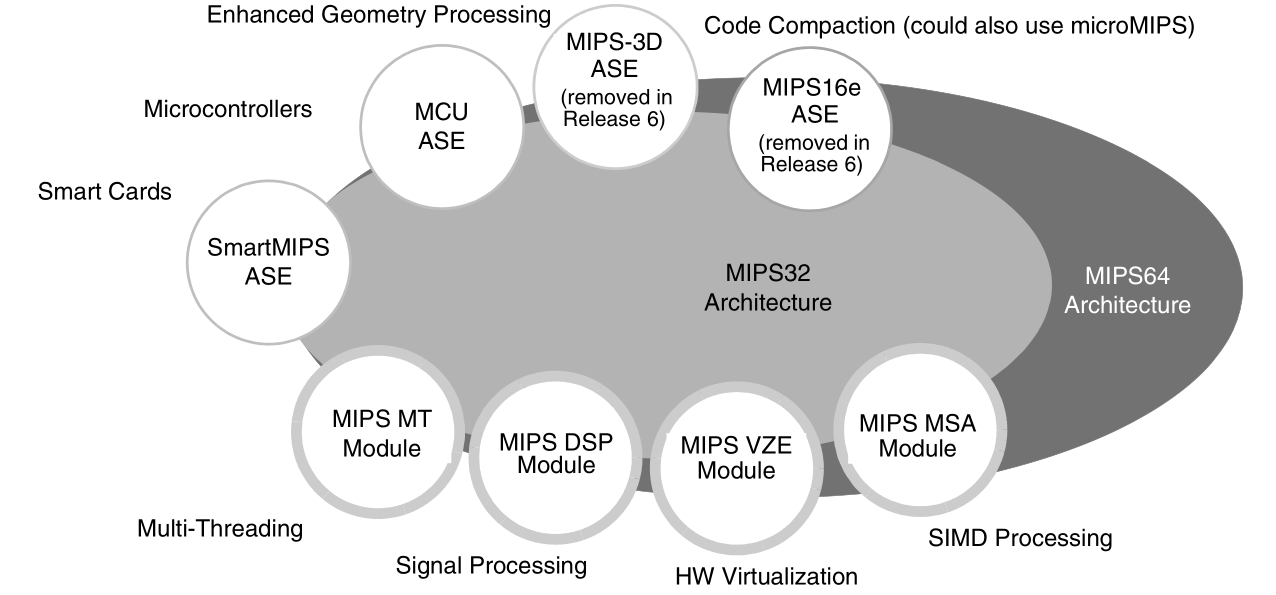 Enhanced Geometry Processing
Code Compaction (could also use microMIPS)
MIPS-3D
ASE
(removed in
Release 6)
MIPS16e
ASE
(removed in
Release 6)
Microcontrollers
MCU
ASE
Smart Cards
SmartMIPS
ASE
MIPS32
Architecture
MIPS64
Architecture
MIPS MT
Module
MIPS DSP
Module
MIPS VZE
Module
MIPS MSA
Module
Multi-Threading
Signal Processing
HW Virtualization
SIMD Processing